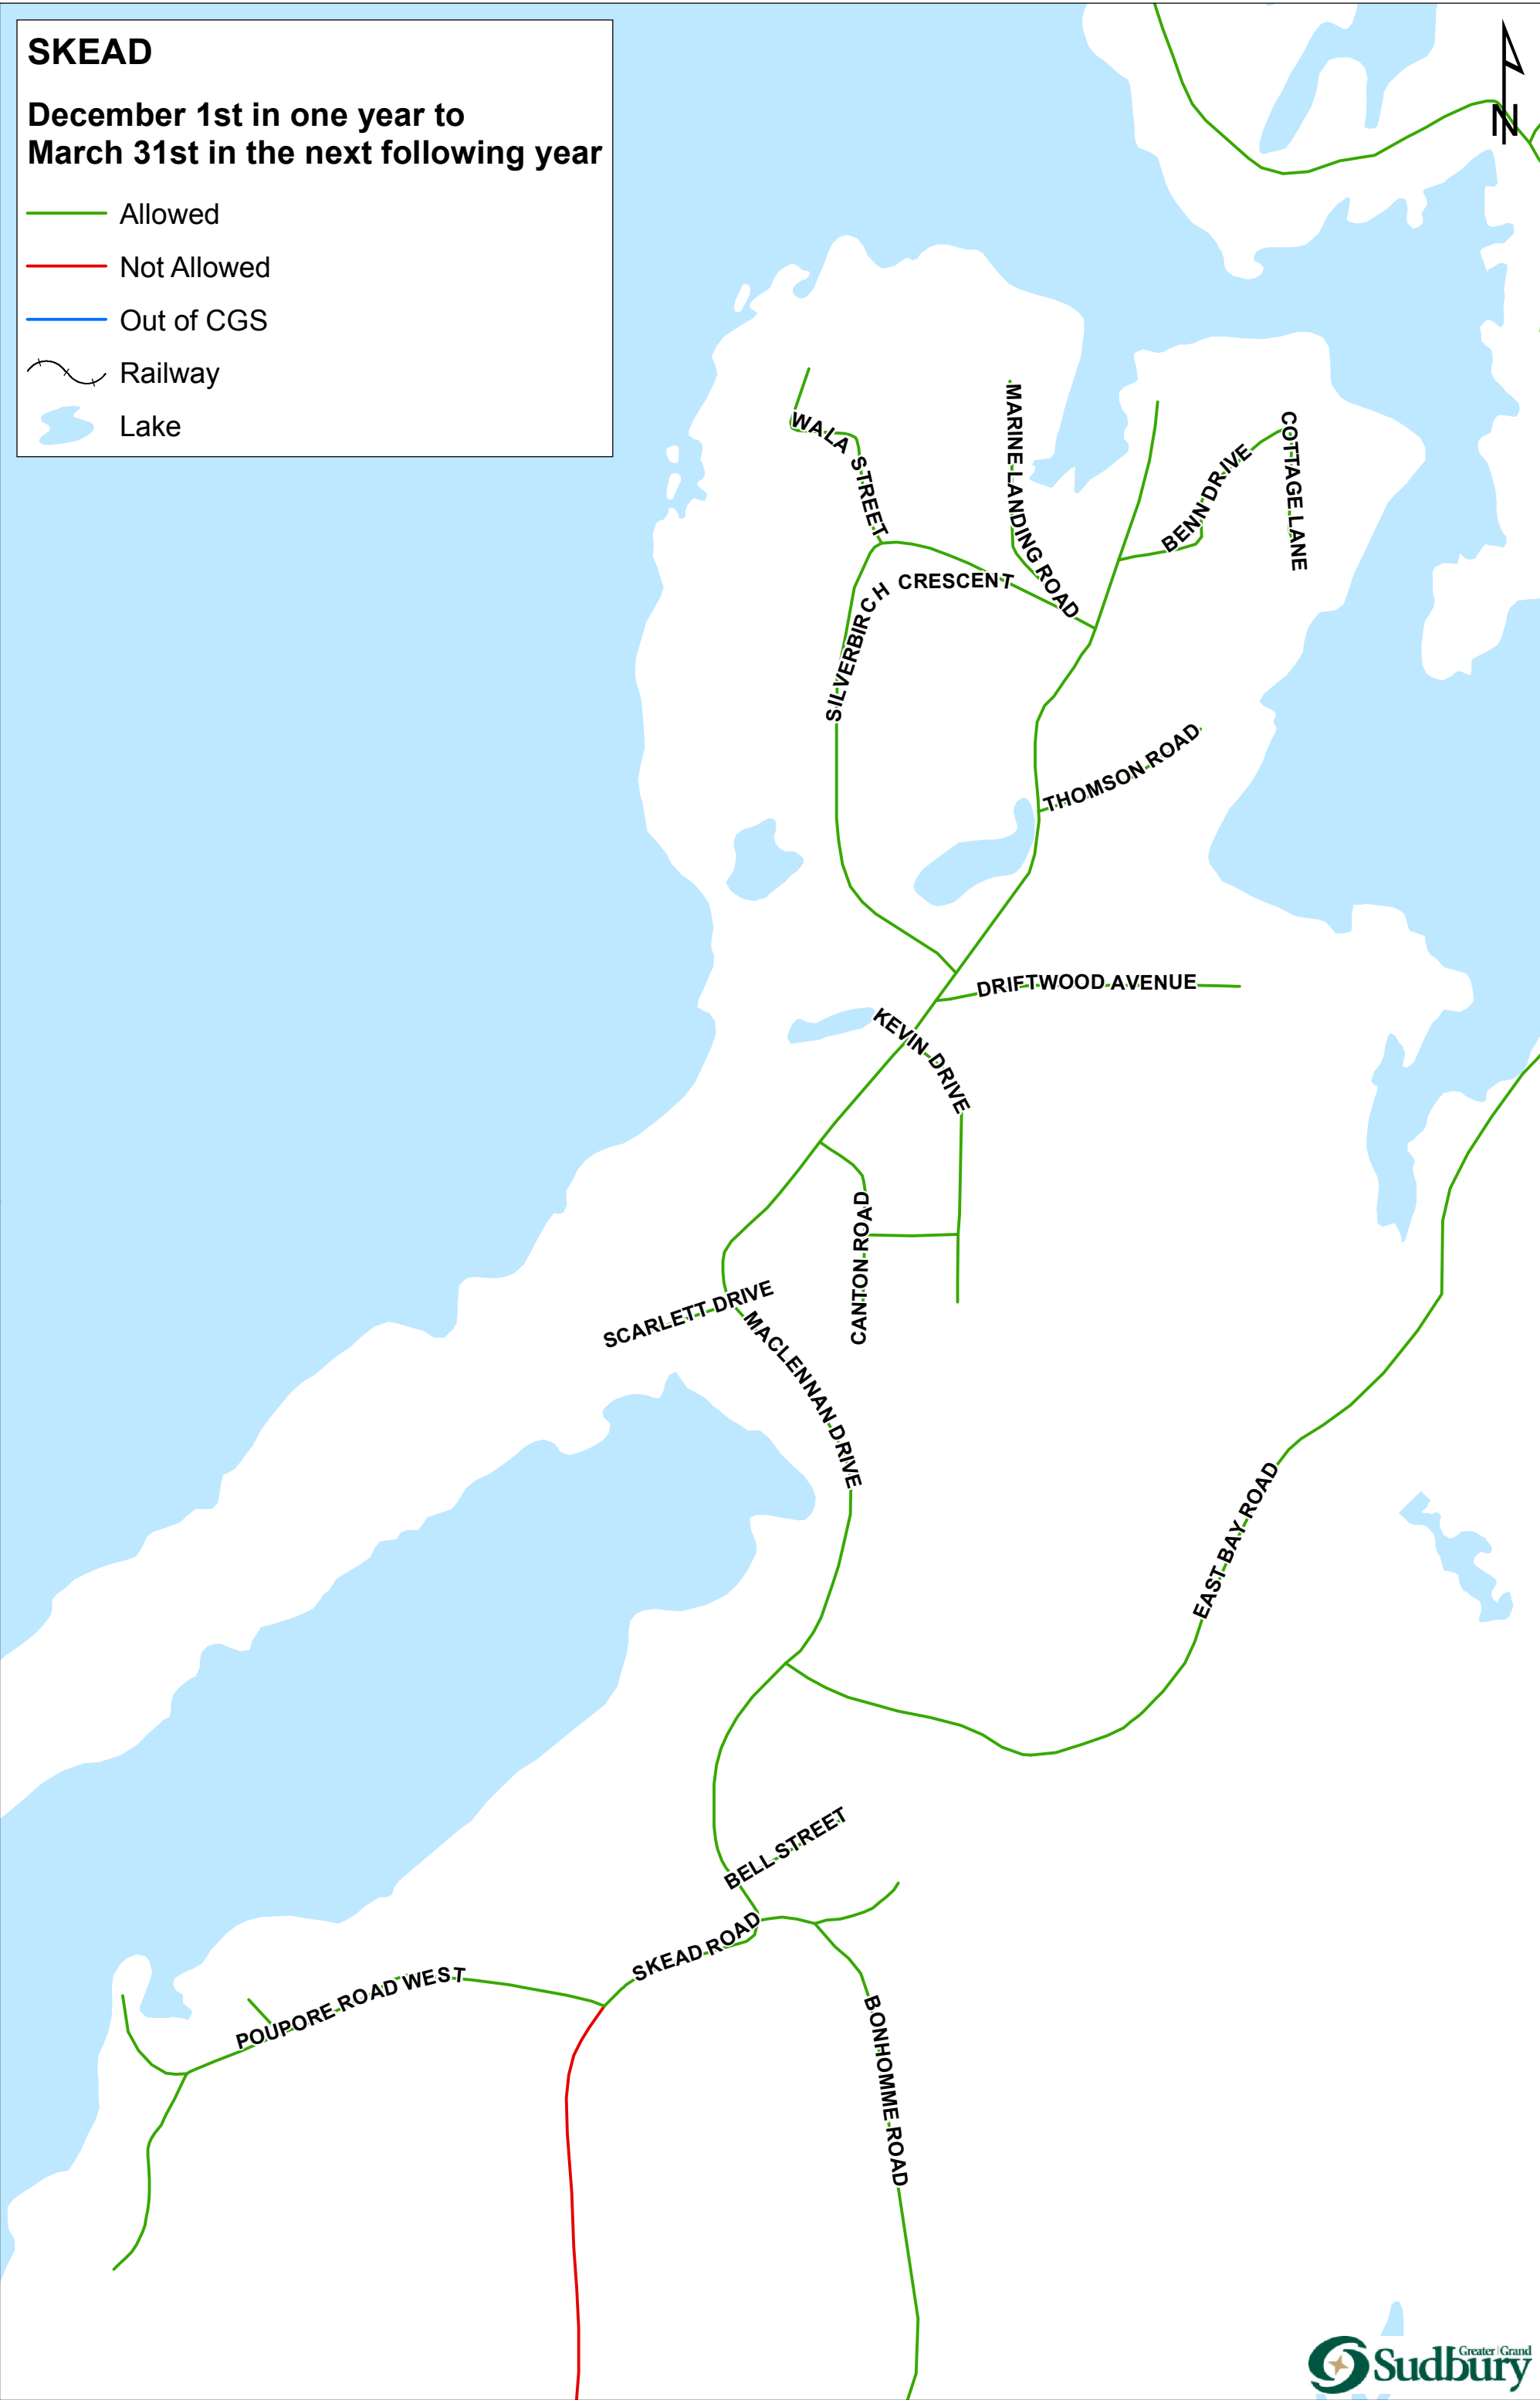 SKEAD
December 1st in one year to
March 31st in the next following year
Allowed
Not Allowed
Out of CGS
Railway
Lake
N
WALA STREET
MARINE LANDING ROAD
COTTAGE LANE
BENN DRIVE
SILVERBIRCH CRESCENT
THOMSON ROAD
DRIFTWOOD AVENUE
KEVIN DRIVE
CANTON ROAD
SCARLETT DRIVE
MACLENNAN DRIVE
EAST BAY ROAD
BELL STREET
SKEAD ROAD
POUPORE ROAD WEST
BONHOMME ROAD
Greater | Grand
Sudbury